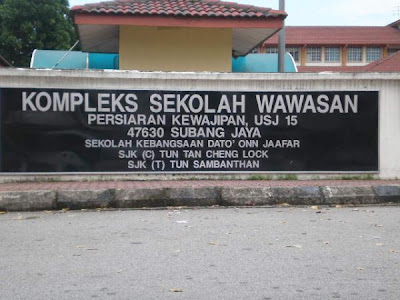 KOMPLEKS SEKOLAH WAWASAN
PERSIARAN KEWAJIPAN, USJ 15
47630 SUBANG JAYA
SEKOLAH KEBANGSAAN DATO' ONN JAAFAR
SJK (C) TUN TAN CHENG LOCK
SJK (T) TUN SAMBANTHAN